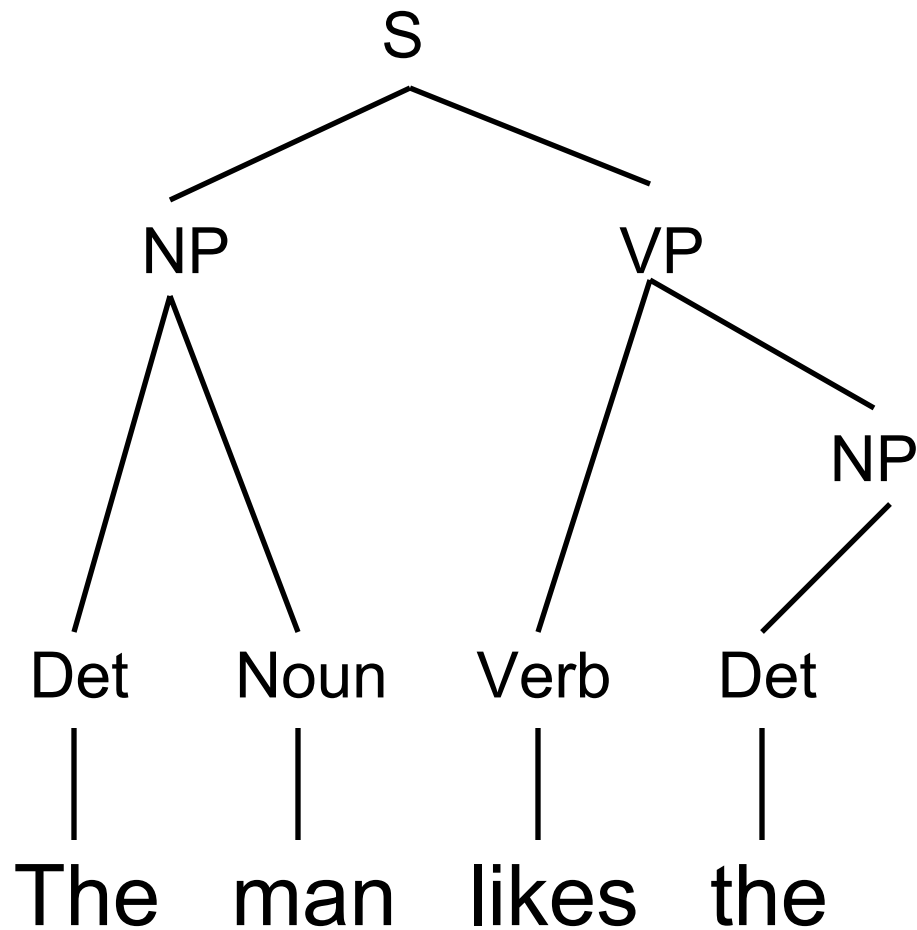 S
NP VP
NP
Det Noun Verb Det
The man likes the